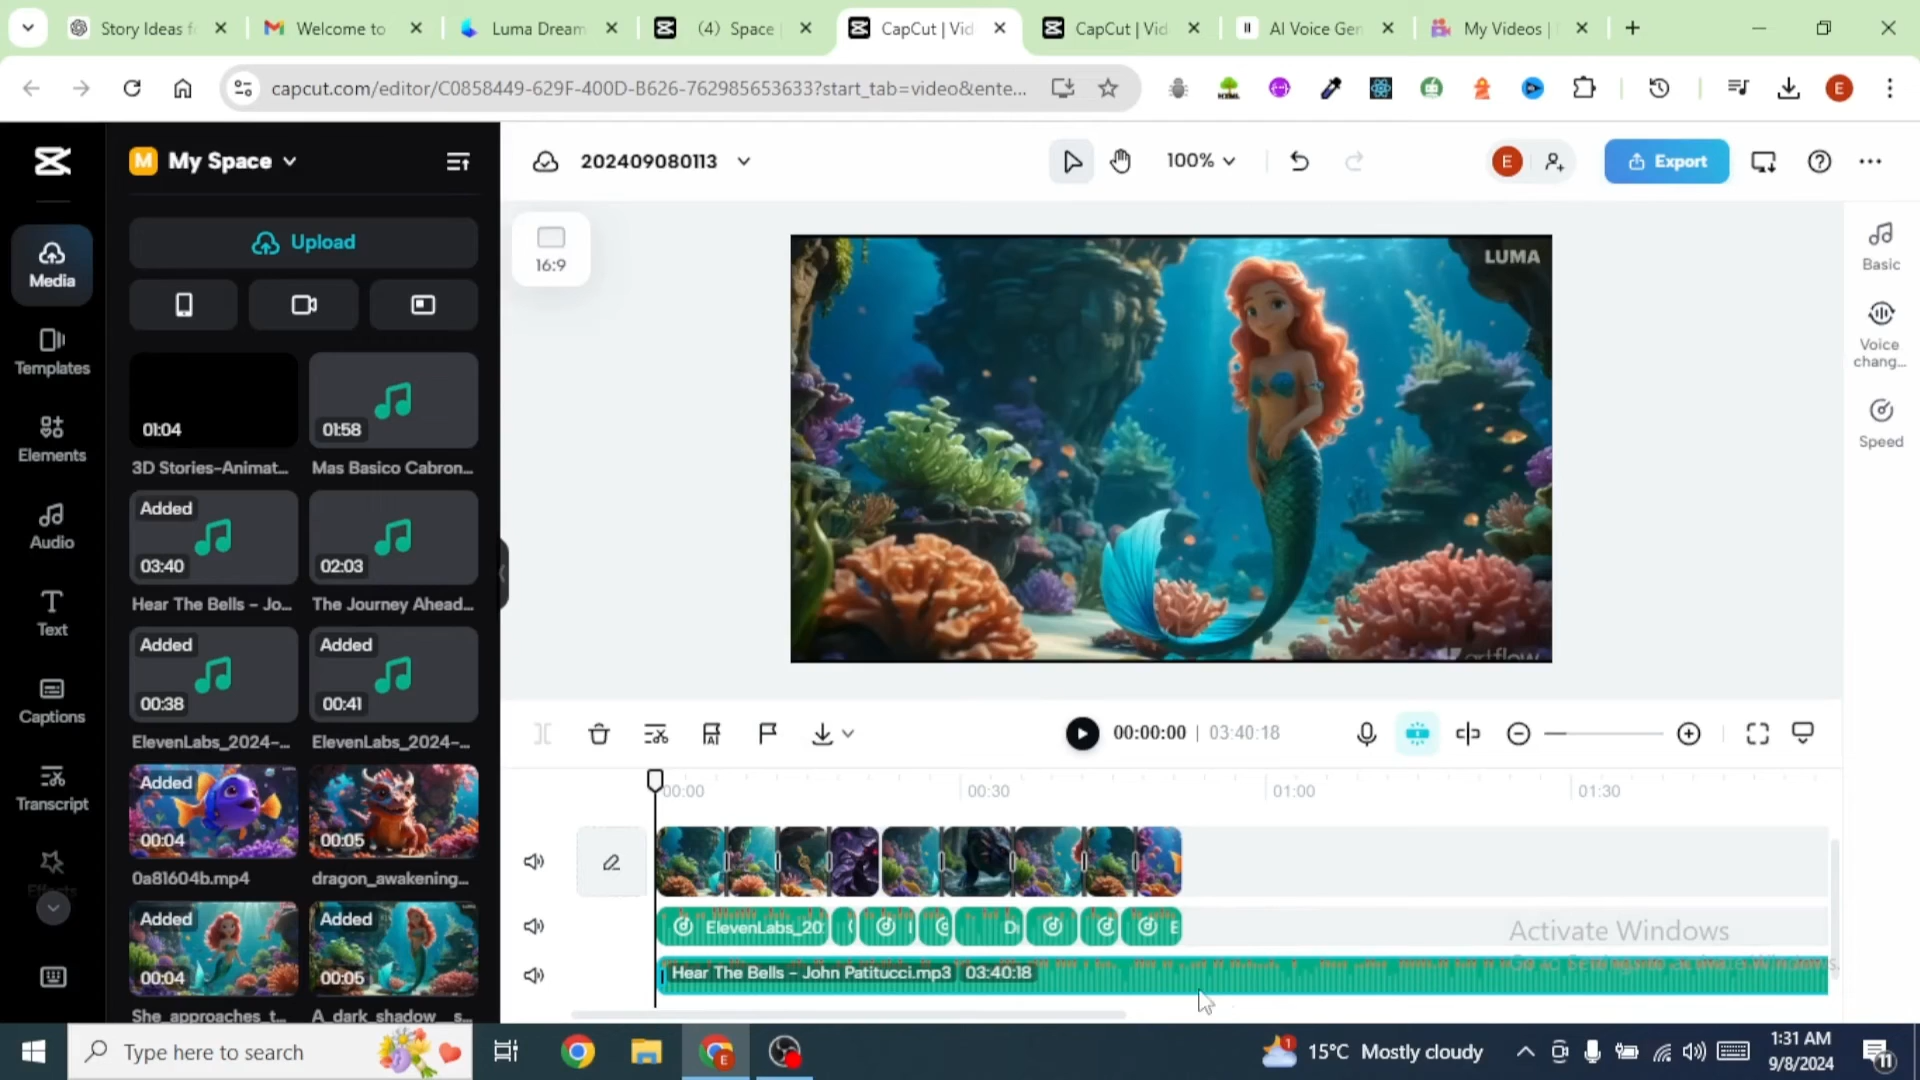 Story Ideas f
Welcome to
Luma Dream
(4) Space
CapCut | Vid
CapCut | Vid
AI Voice Gen
My Videos |
capcut.com/editor/C0858449-629F-400D-B626-762985653633?start_tab=video&ente...
E
M My Space
202409080113
100%
E
Export
Upload
16:9
LUMA
artflow
Media
Templates
Elements
Audio
Text
Captions
Transcript
Effects
01:04
01:58
3D Stories-Animat...
Mas Basico Cabron...
Added
03:40
02:03
Hear The Bells - Jo...
The Journey Ahead...
Added
Added
00:38
00:41
ElevenLabs_2024-...
ElevenLabs_2024-...
Added
00:04
00:05
0a81604b.mp4
dragon_awakening...
Added
Added
00:04
00:05
She_approaches_t...
A_dark_shadow__s...
Basic
Voice
chang...
Speed
00:00:00 | 03:40:18
00:00
00:30
01:00
01:30
ElevenLabs_20
Hear The Bells - John Patitucci.mp3 03:40:18
Activate Windows
Type here to search
15°C Mostly cloudy
1:31 AM
9/8/2024
11